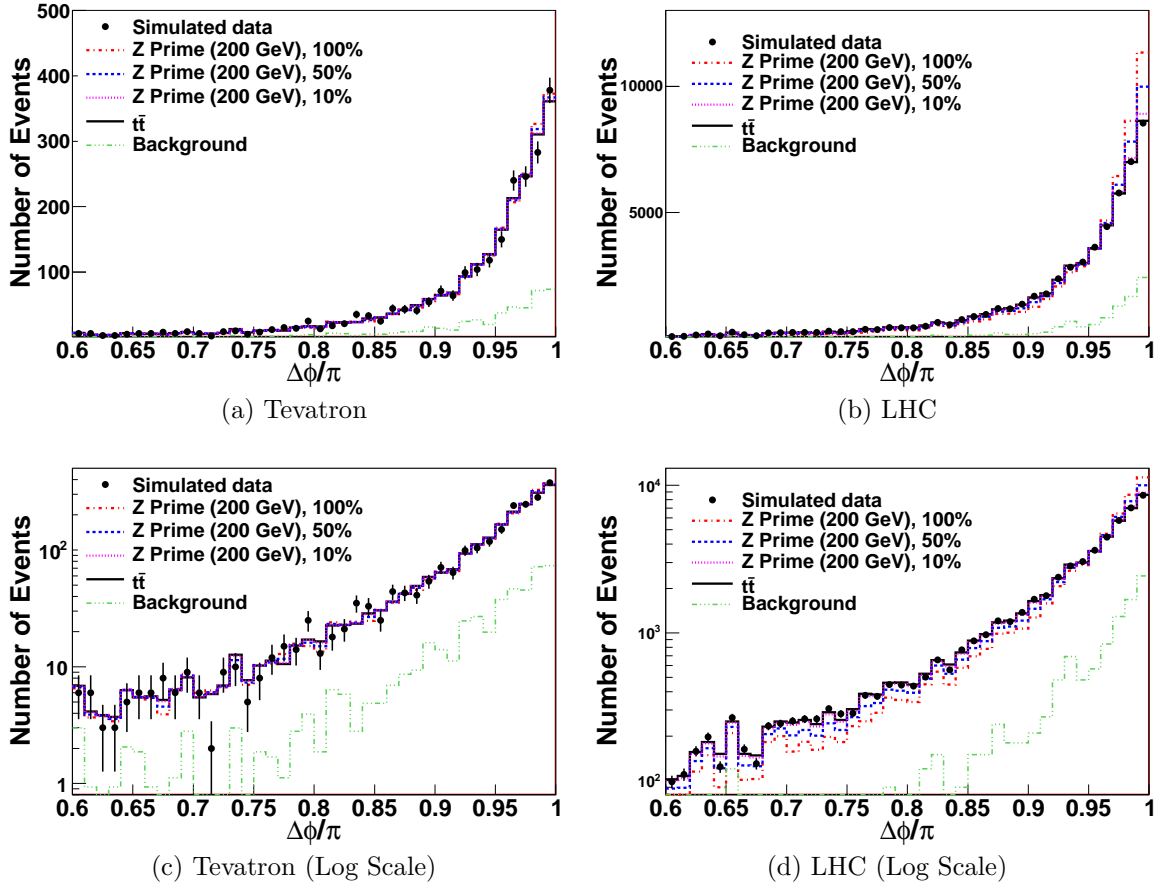 500
400
300
200
100
Number of Events
Simulated data
Z Prime (200 GeV), 100%
Z Prime (200 GeV), 50%
Z Prime (200 GeV), 10%
tt̄
Background
0.6 0.65 0.7 0.75 0.8 0.85 0.9 0.95 1
Δϕ/π
(a) Tevatron
10000
5000
Number of Events
Simulated data
Z Prime (200 GeV), 100%
Z Prime (200 GeV), 50%
Z Prime (200 GeV), 10%
tt̄
Background
0.6 0.65 0.7 0.75 0.8 0.85 0.9 0.95 1
Δϕ/π
(b) LHC
10²
10
1
Number of Events
Simulated data
Z Prime (200 GeV), 100%
Z Prime (200 GeV), 50%
Z Prime (200 GeV), 10%
tt̄
Background
0.6 0.65 0.7 0.75 0.8 0.85 0.9 0.95 1
Δϕ/π
(c) Tevatron (Log Scale)
10⁴
10³
10²
Number of Events
Simulated data
Z Prime (200 GeV), 100%
Z Prime (200 GeV), 50%
Z Prime (200 GeV), 10%
tt̄
Background
0.6 0.65 0.7 0.75 0.8 0.85 0.9 0.95 1
Δϕ/π
(d) LHC (Log Scale)